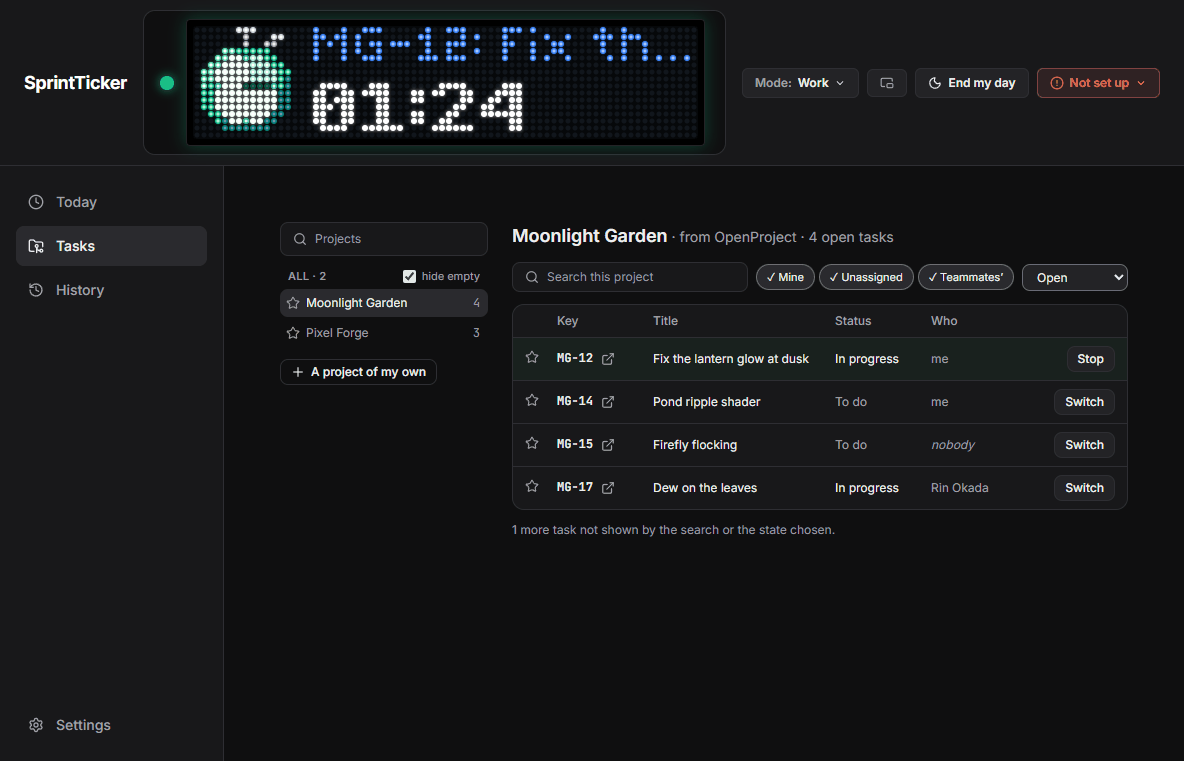 SprintTicker
MG-12: Fix th...
01:24
Mode: Work
End my day
Not set up
Today
Tasks
History
Settings
Projects
ALL · 2
hide empty
Moonlight Garden 4
Pixel Forge 3
+ A project of my own
Moonlight Garden · from OpenProject · 4 open tasks
Search this project
✓ Mine
✓ Unassigned
✓ Teammates’
Open
Key Title Status Who
MG-12 Fix the lantern glow at dusk In progress me Stop
MG-14 Pond ripple shader To do me Switch
MG-15 Firefly flocking To do nobody Switch
MG-17 Dew on the leaves In progress Rin Okada Switch
1 more task not shown by the search or the state chosen.